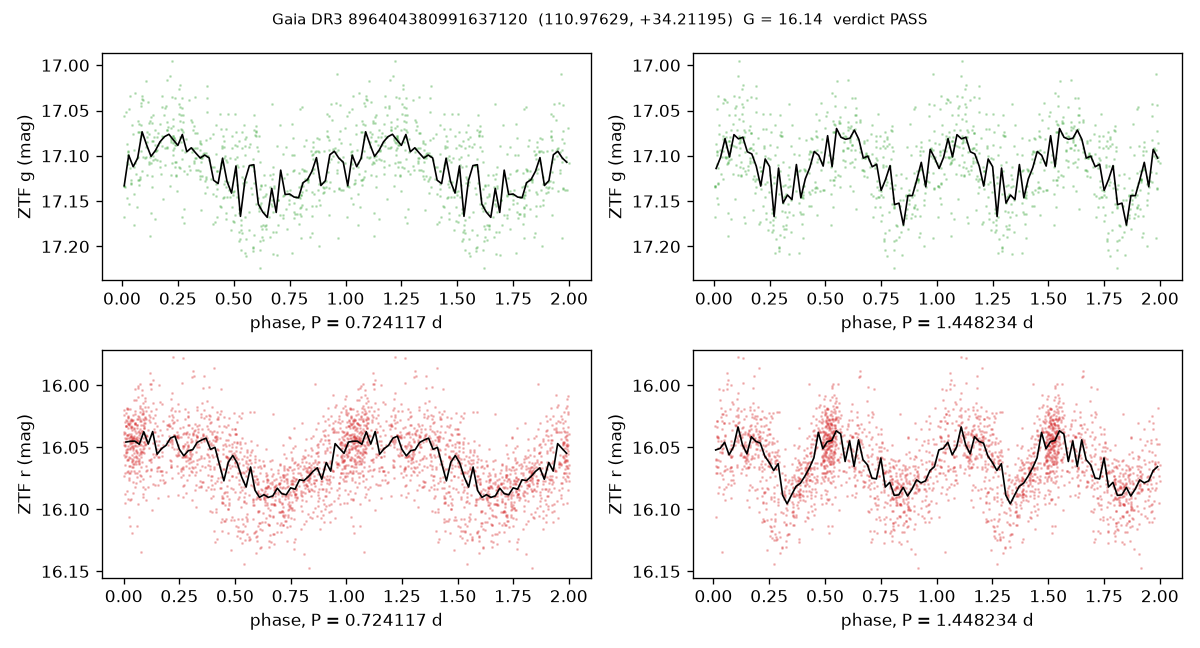 Gaia DR3 896404380991637120 (110.97629, +34.21195) G = 16.14 verdict PASS
ZTF g (mag)
17.00
17.05
17.10
17.15
17.20
0.00 0.25 0.50 0.75 1.00 1.25 1.50 1.75 2.00
phase, P = 0.724117 d
ZTF g (mag)
17.00
17.05
17.10
17.15
17.20
0.00 0.25 0.50 0.75 1.00 1.25 1.50 1.75 2.00
phase, P = 1.448234 d
ZTF r (mag)
16.00
16.05
16.10
16.15
0.00 0.25 0.50 0.75 1.00 1.25 1.50 1.75 2.00
phase, P = 0.724117 d
ZTF r (mag)
16.00
16.05
16.10
16.15
0.00 0.25 0.50 0.75 1.00 1.25 1.50 1.75 2.00
phase, P = 1.448234 d